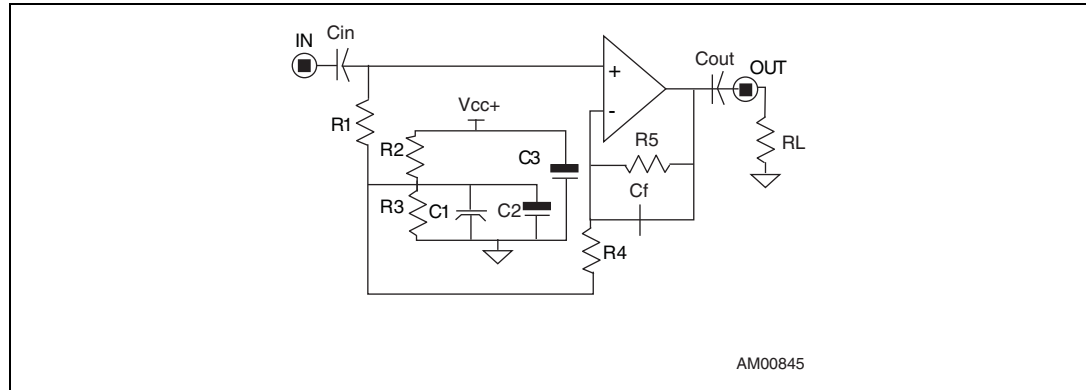 IN Cin
Cout
OUT
+
Vcc+
R1
-
R5
RL
R2
C3
Cf
R3 C1 C2
R4
AM00845